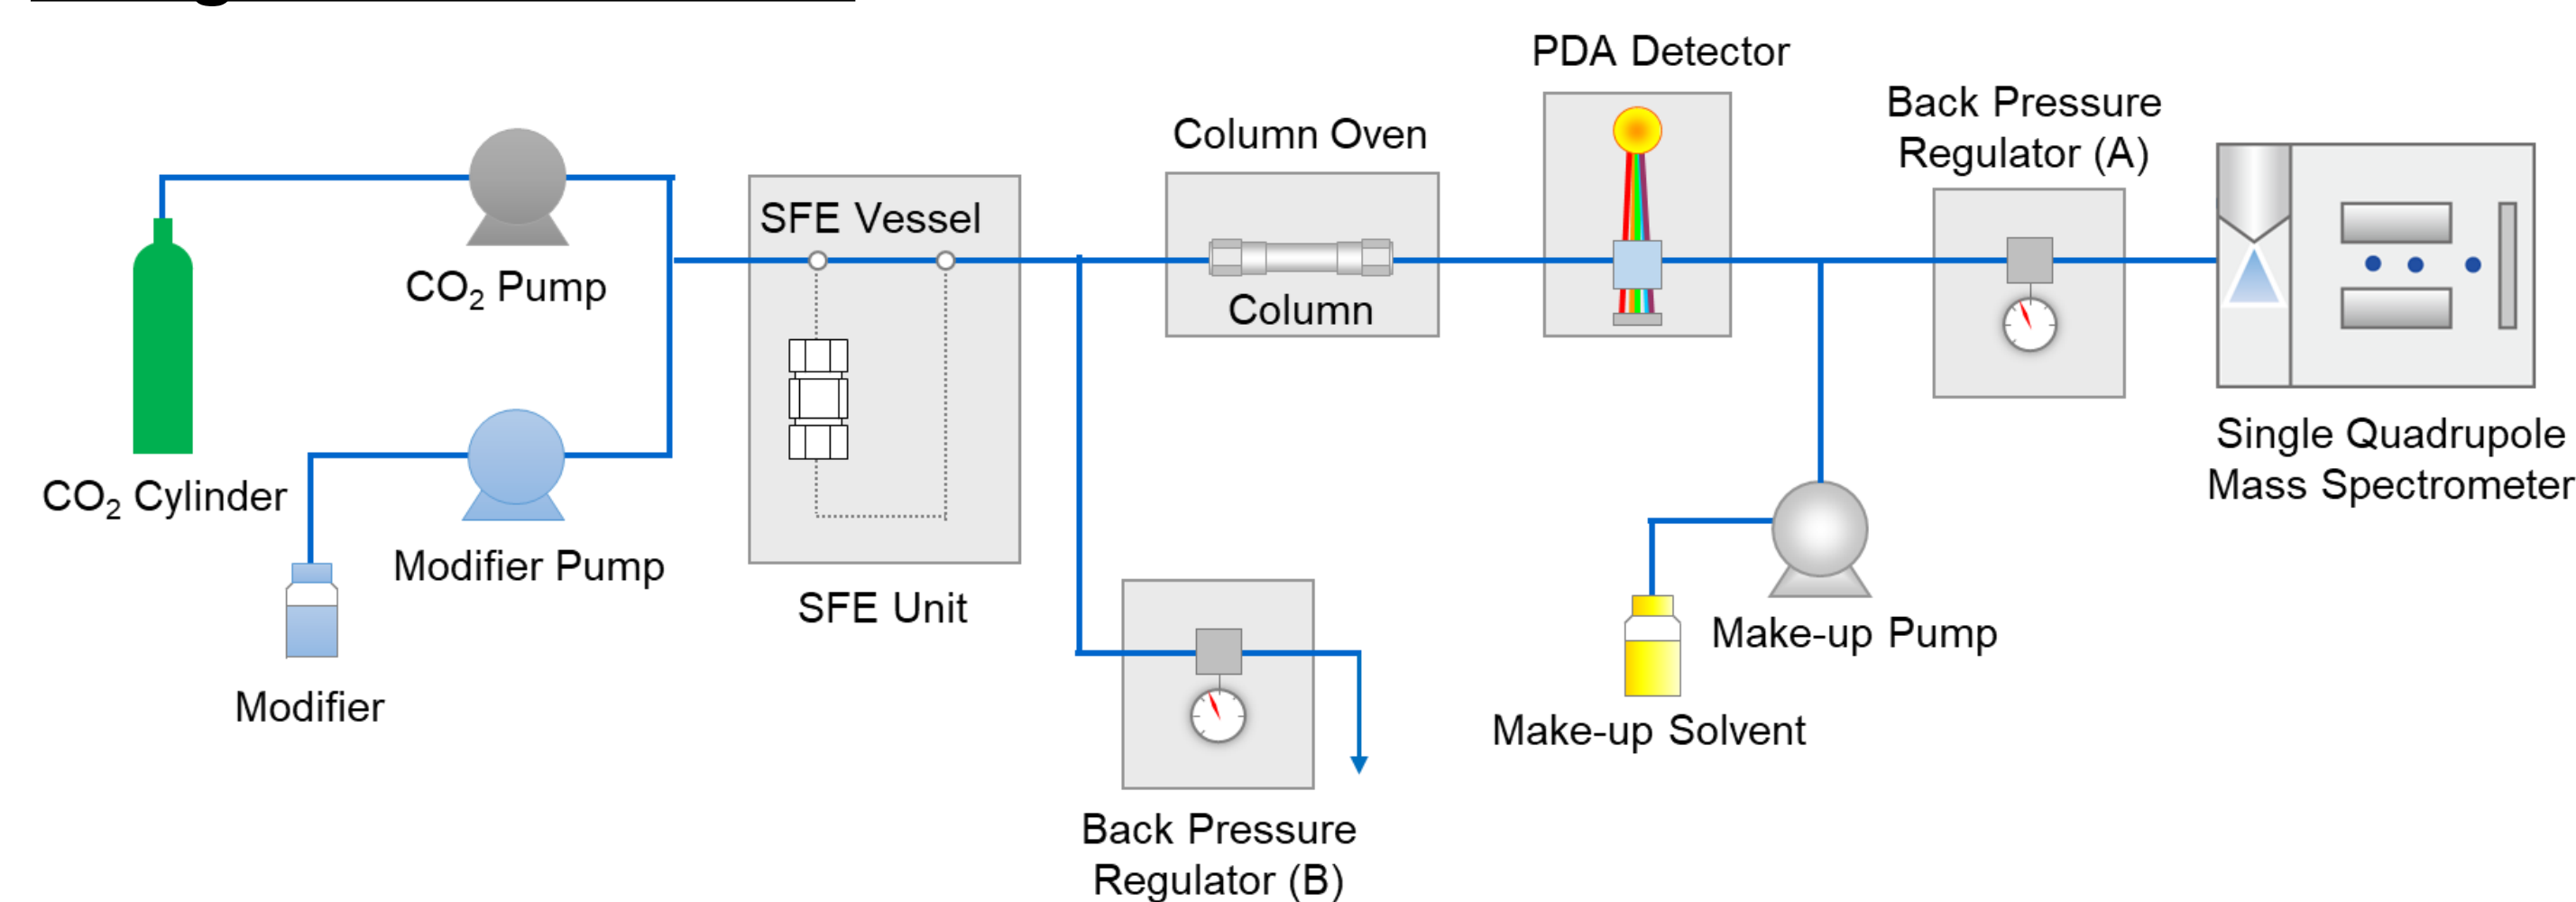 PDA Detector
Back Pressure
Regulator (A)
Column Oven
SFE Vessel
CO₂ Pump
Column
Single Quadrupole
Mass Spectrometer
CO₂ Cylinder
Modifier Pump
SFE Unit
Make-up Pump
Modifier
Make-up Solvent
Back Pressure
Regulator (B)